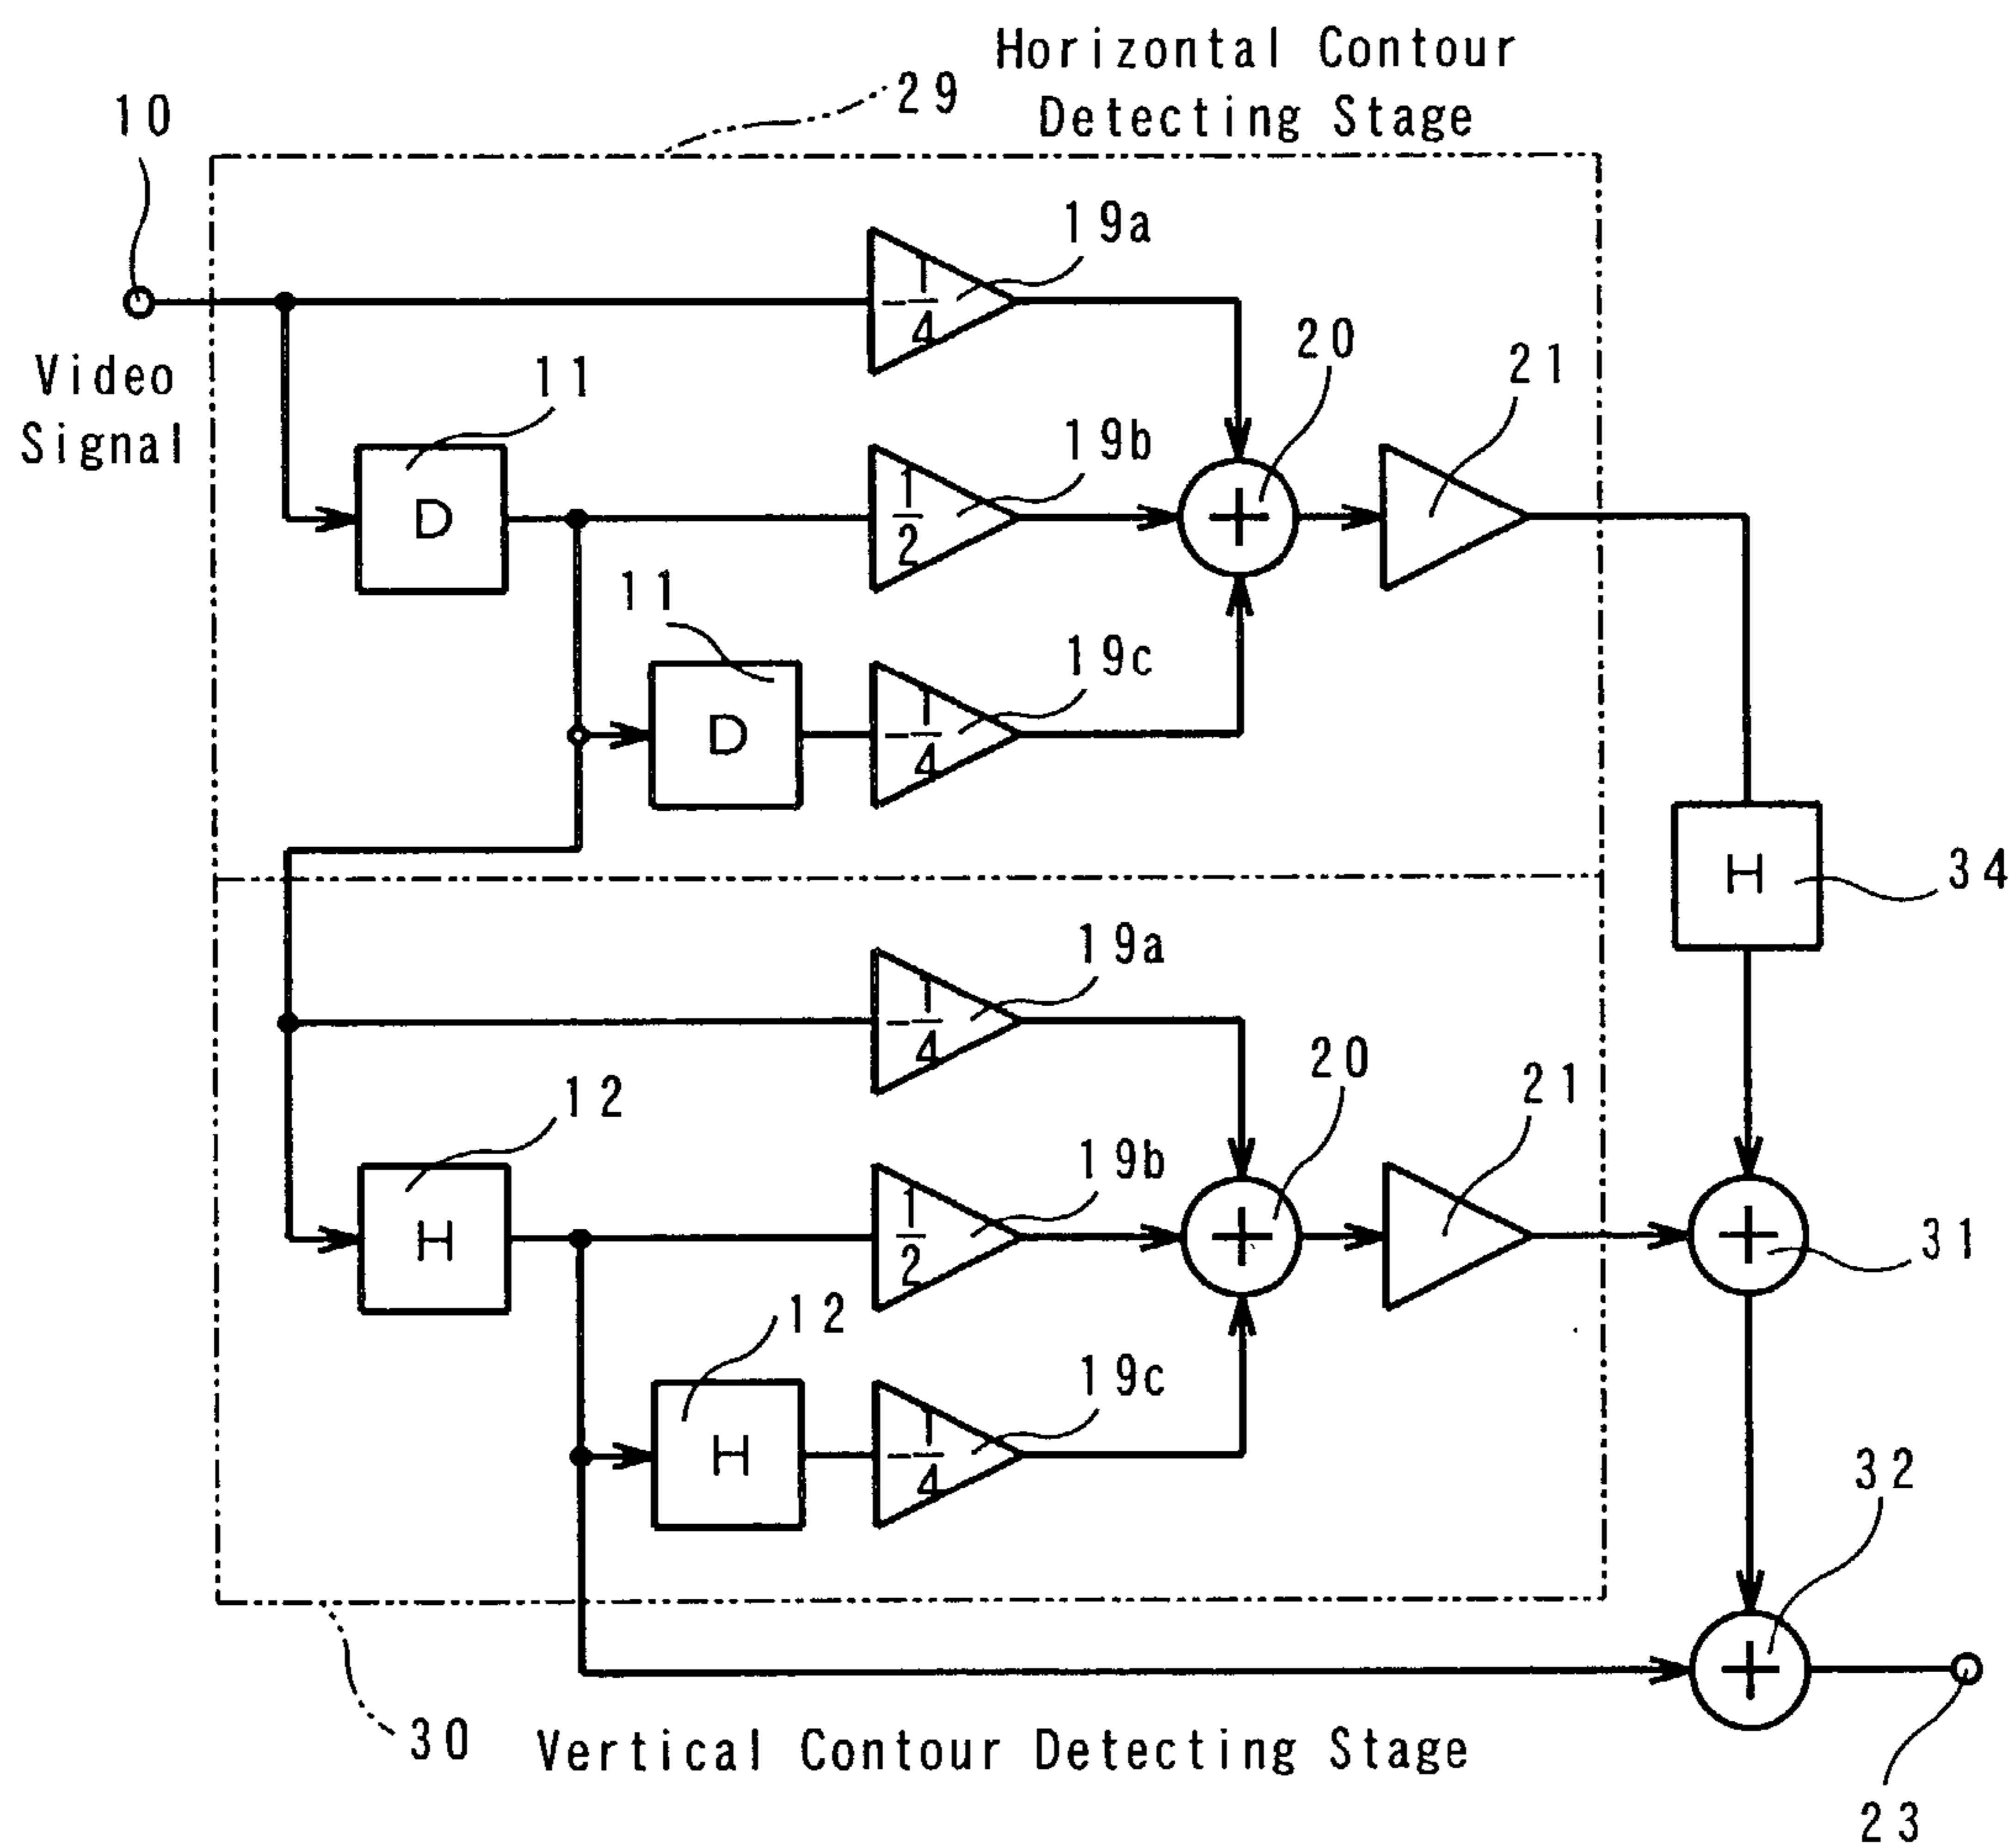 Horizontal Contour
Detecting Stage
29
10
19a
-1/4
20
21
Video
Signal
11
19b
D
1/2
11
19c
D
-1/4
H
34
19a
-1/4
20
21
12
19b
H
1/2
31
12
19c
H
-1/4
32
30
Vertical Contour Detecting Stage
23